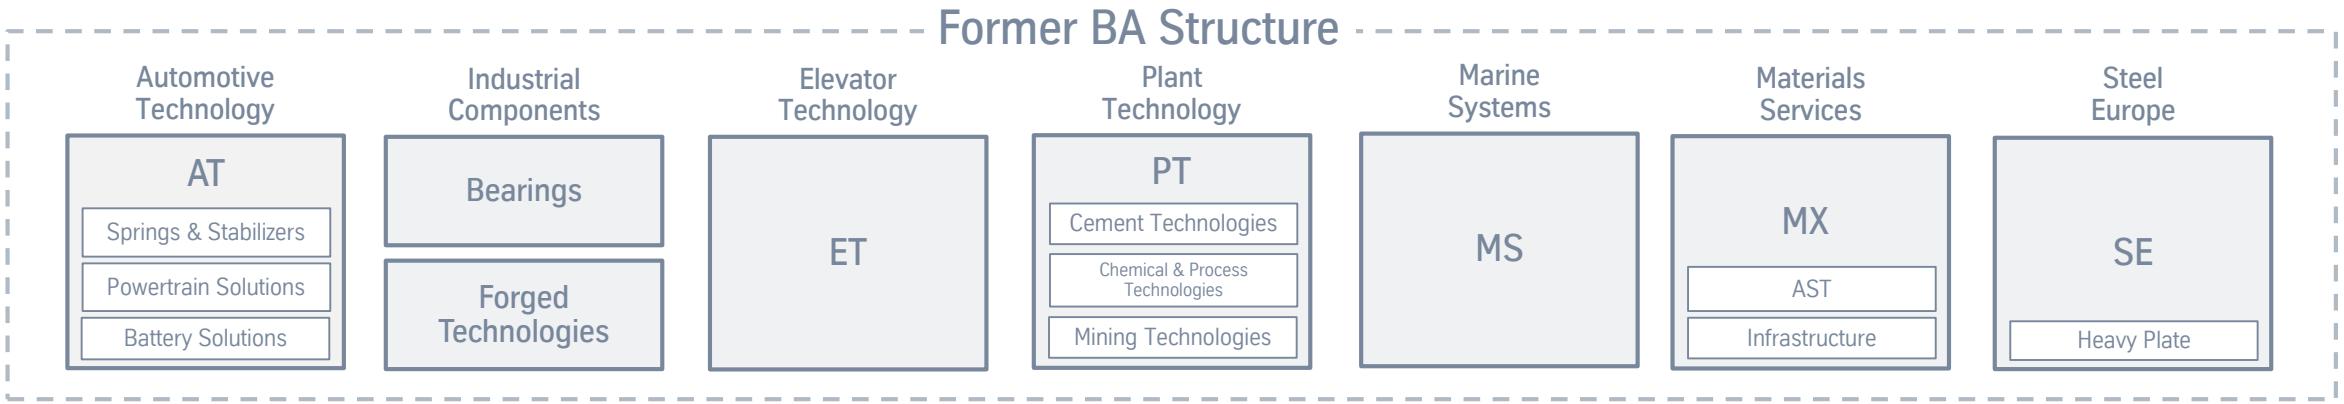 Former BA Structure
Automotive
Technology
AT
Springs & Stabilizers
Powertrain Solutions
Battery Solutions
Industrial
Components
Bearings
Forged
Technologies
Elevator
Technology
ET
Plant
Technology
PT
Cement Technologies
Chemical & Process
Technologies
Mining Technologies
Marine
Systems
MS
Materials
Services
MX
AST
Infrastructure
Steel
Europe
SE
Heavy Plate